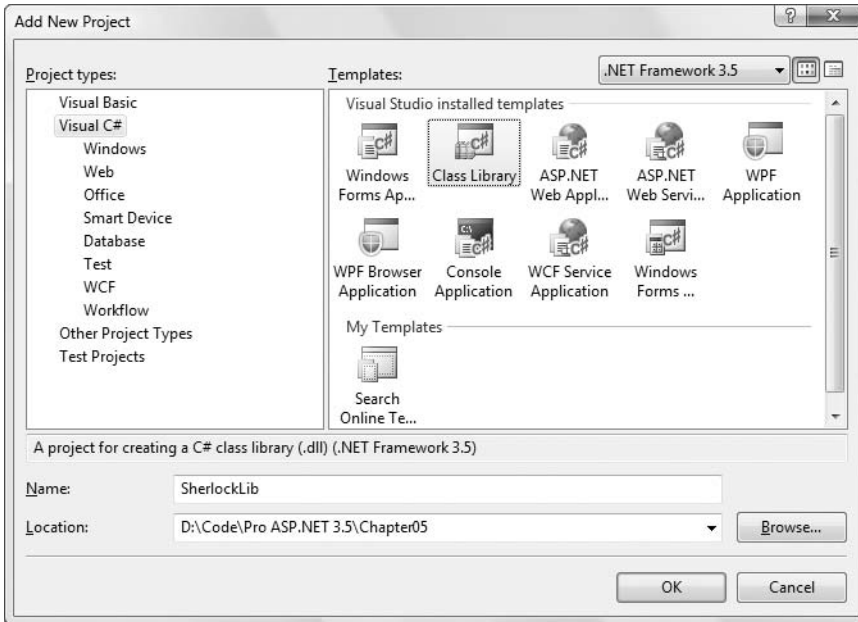 Add New Project
Project types:
Templates:
.NET Framework 3.5
Visual Basic
Visual C#
Windows
Web
Office
Smart Device
Database
Test
WCF
Workflow
Other Project Types
Test Projects
Visual Studio installed templates
Windows Forms Ap...
Class Library
ASP.NET Web Appl...
ASP.NET Web Servi...
WPF Application
WPF Browser Application
Console Application
WCF Service Application
Windows Forms ...
My Templates
Search Online Te...
A project for creating a C# class library (.dll) (.NET Framework 3.5)
Name:
SherlockLib
Location:
D:\Code\Pro ASP.NET 3.5\Chapter05
Browse...
OK
Cancel